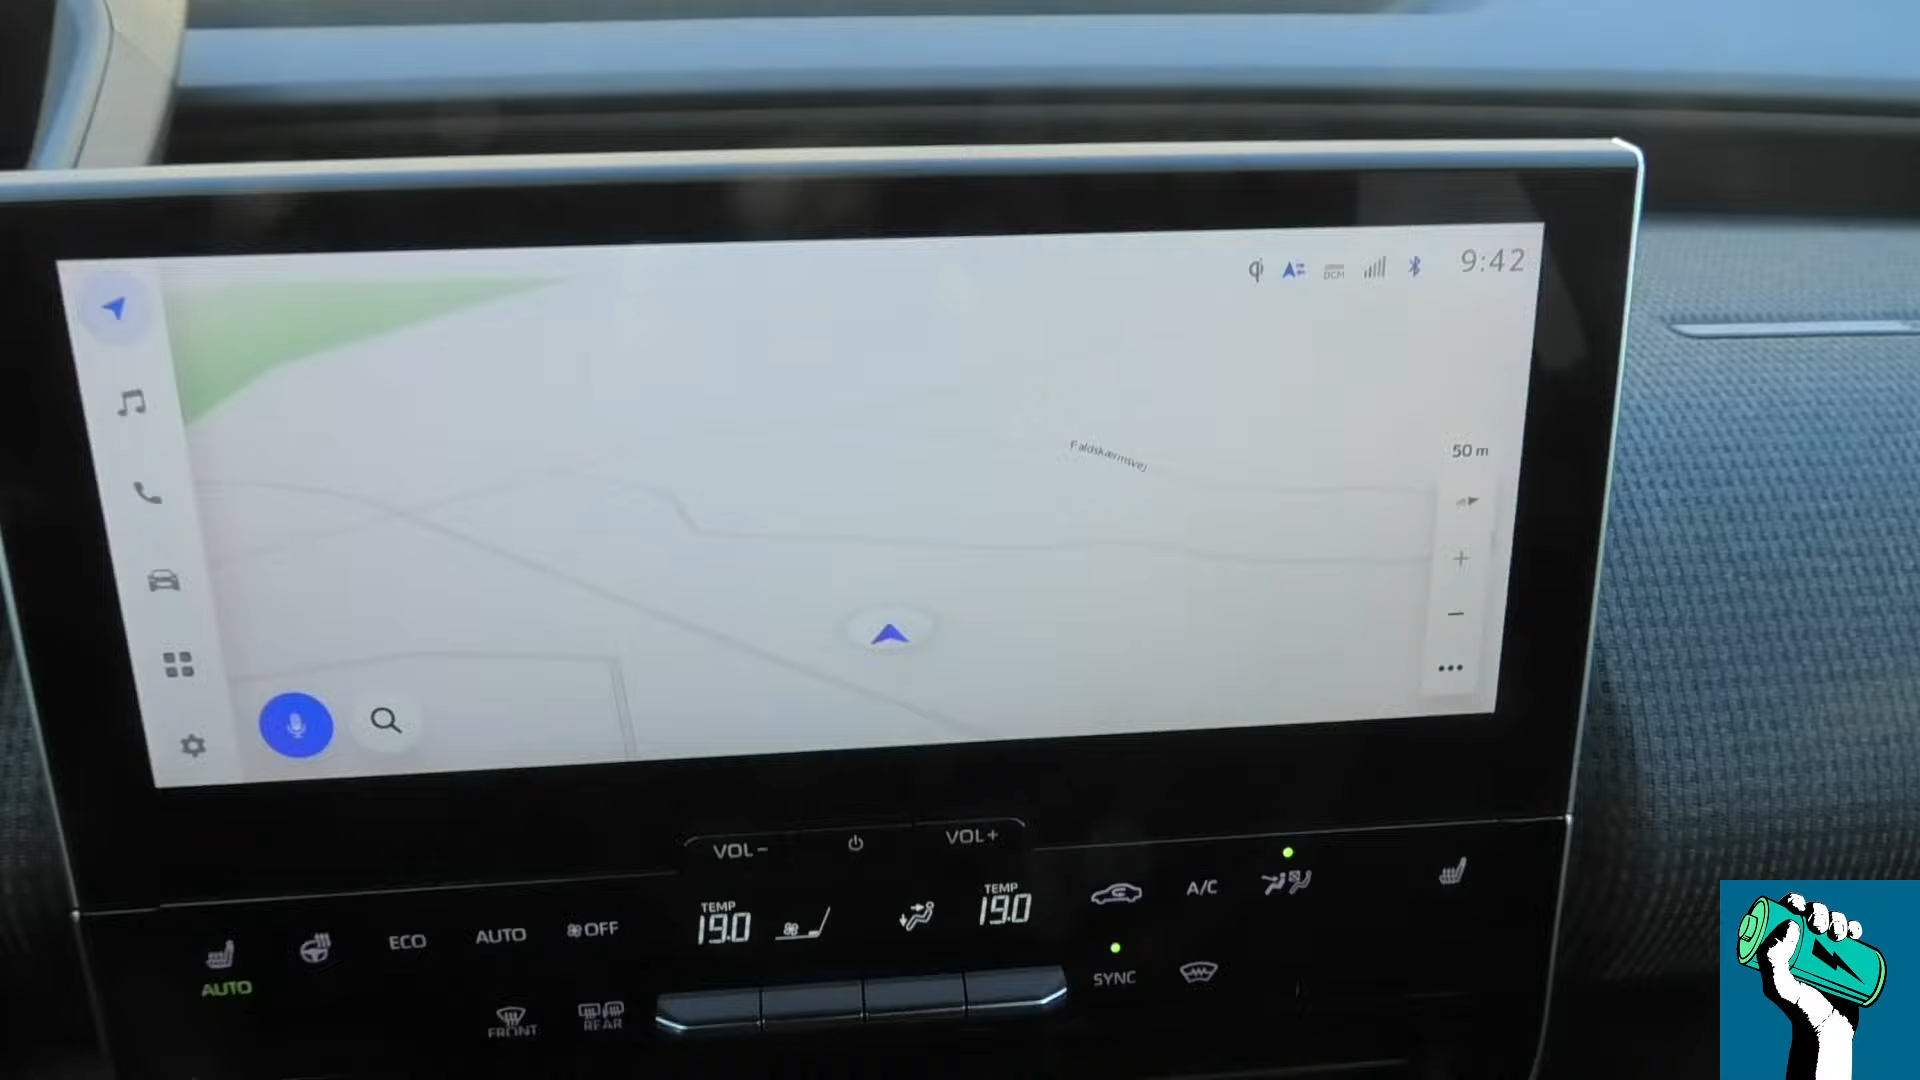 DCM
9:42
Faldskærmsvej
50 m
VOL−
VOL+
TEMP
19.0
TEMP
19.0
A/C
ECO
AUTO
OFF
AUTO
SYNC
FRONT
REAR